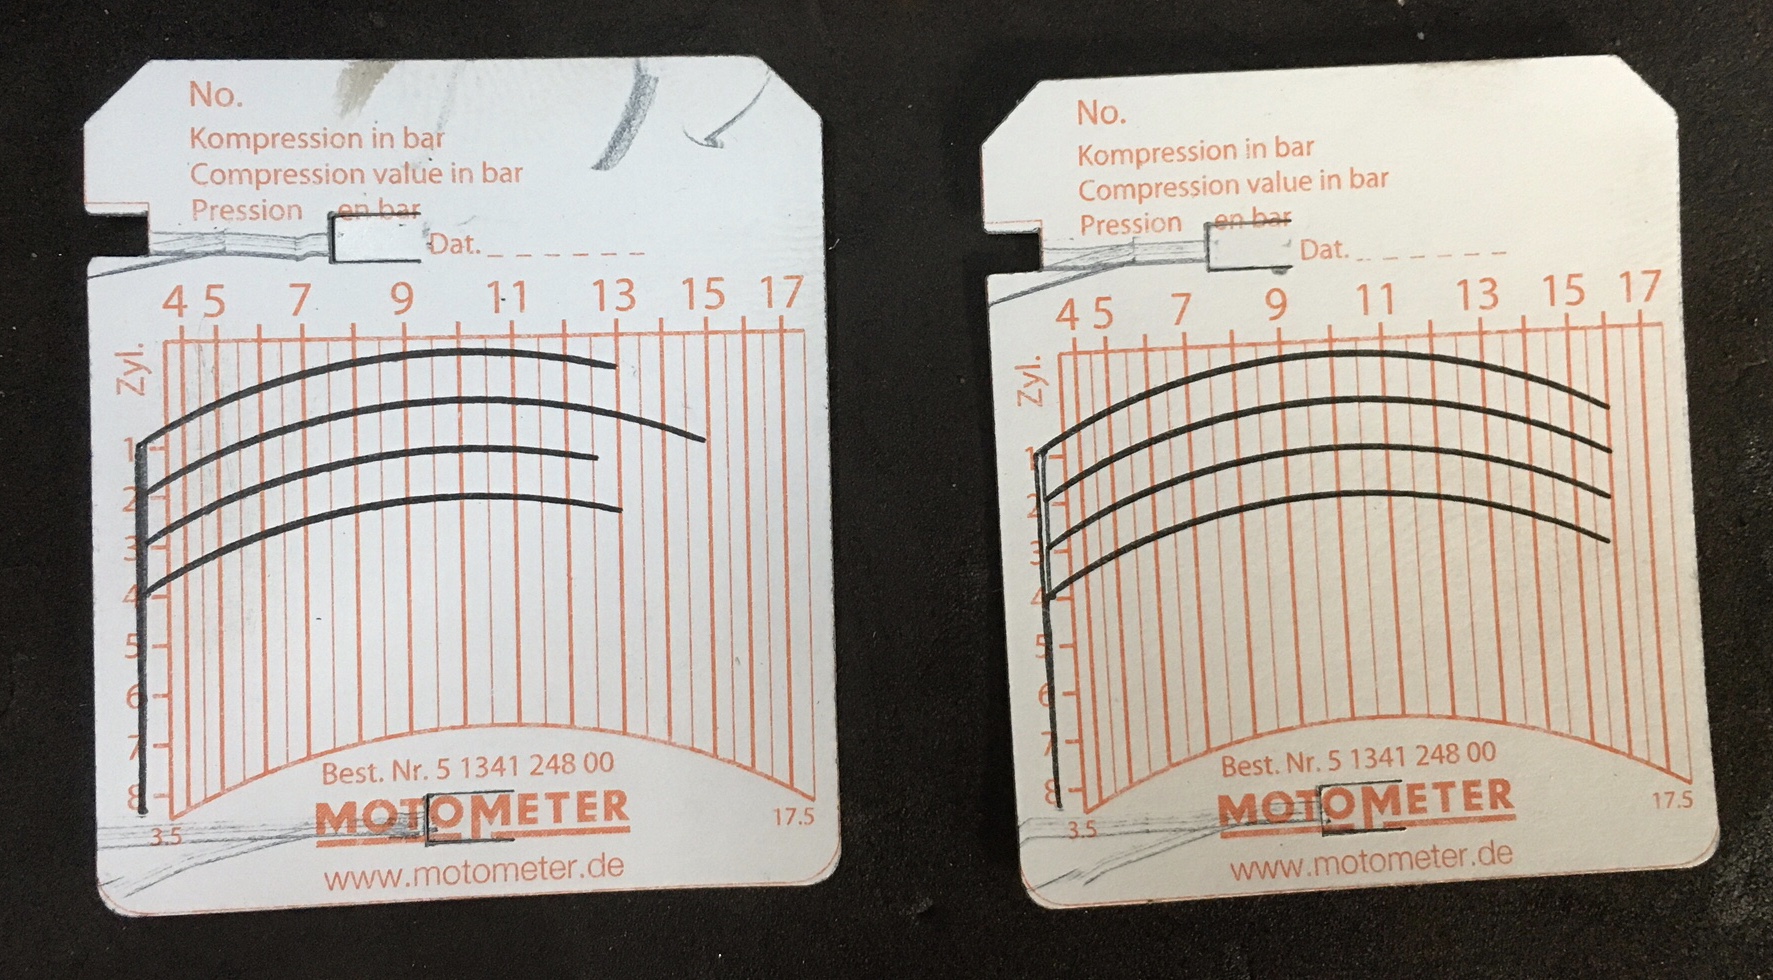 No.
Kompression in bar
Compression value in bar
Pression en bar
Dat.
4 5 7 9 11 13 15 17
Zyl.
1
2
3
4
5
6
7
8
Best. Nr. 5 1341 248 00
MOTOMETER
3.5 17.5
www.motometer.de
No.
Kompression in bar
Compression value in bar
Pression en bar
Dat.
4 5 7 9 11 13 15 17
Zyl.
1
2
3
4
5
6
7
8
Best. Nr. 5 1341 248 00
MOTOMETER
3.5 17.5
www.motometer.de